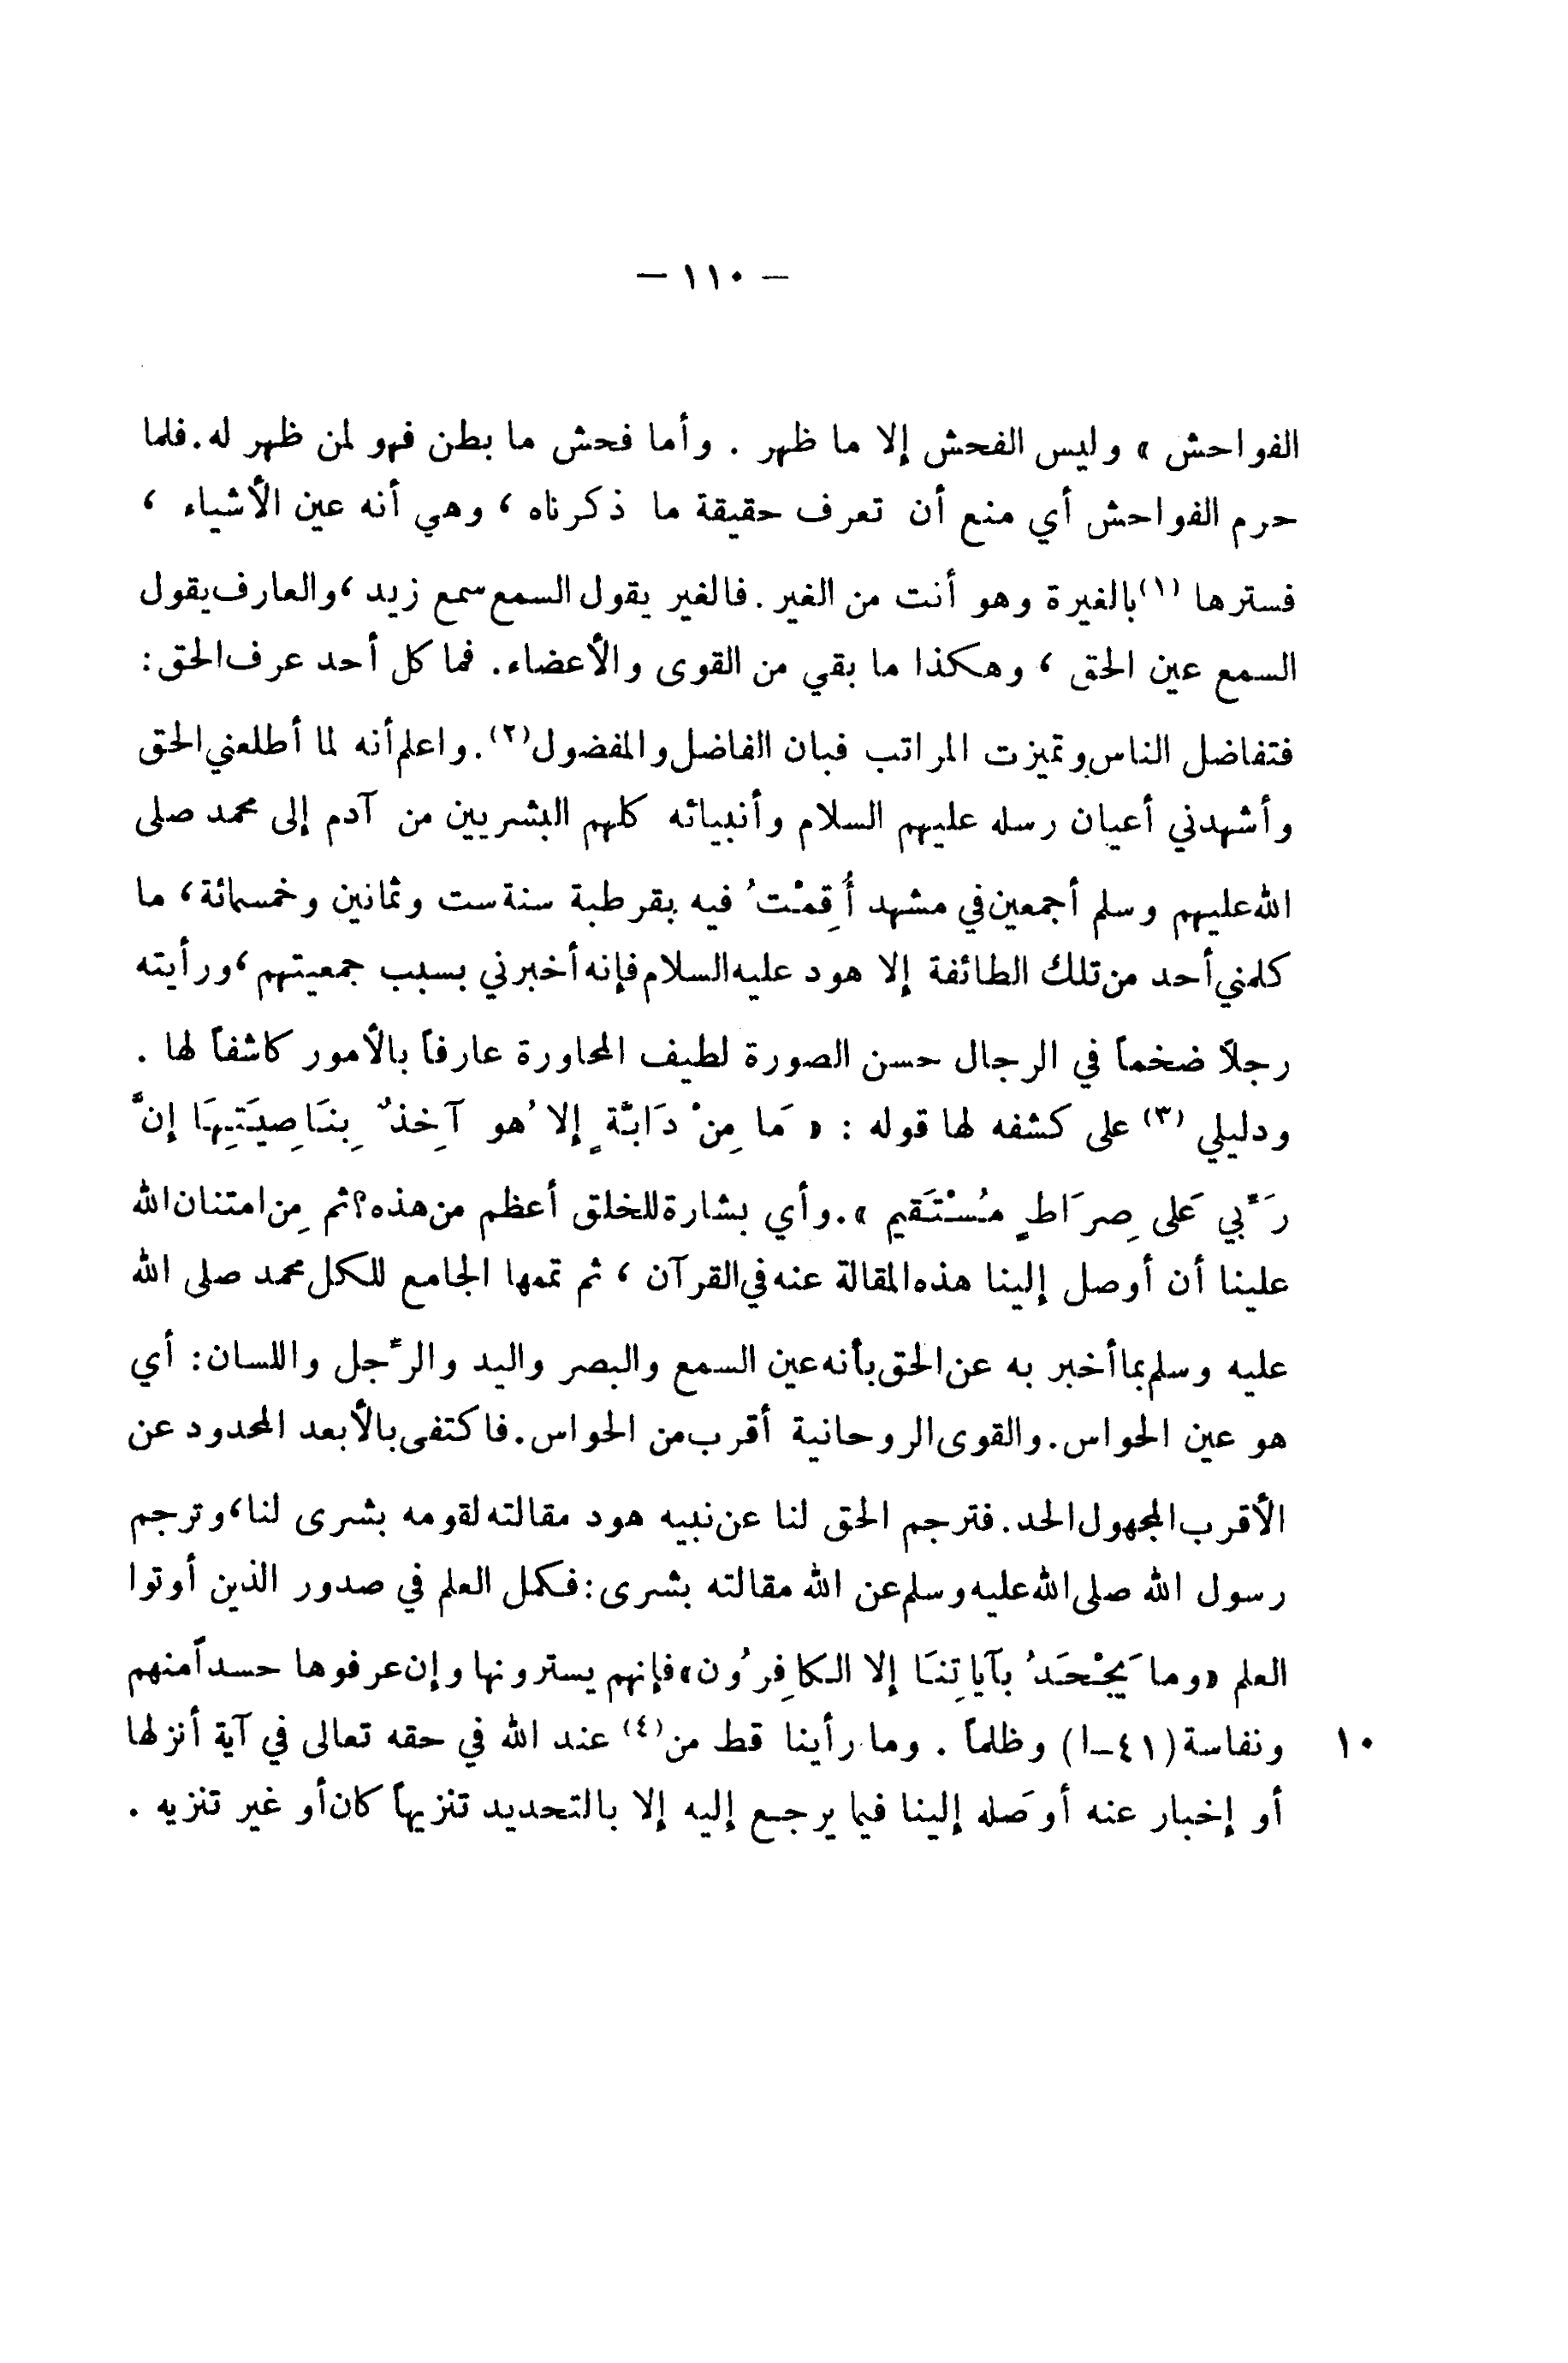 — ١١٠ —
الفواحش » وليس الفحش إلا ما ظهر . وأما فحش ما بطن فهو لمن ظهر له. فلما
حرم الفواحش أي منع أن تعرف حقيقة ما ذكرناه ، وهي أنه عين الأشياء ،
فسترها (١) بالغيرة وهو أنت من الغير . فالغير يقول السمع سمع زيد ، والعارف يقول
السمع عين الحق ، وهكذا ما بقي من القوى والأعضاء. فما كل أحد عرف الحق :
فتفاضل الناس وتميزت المراتب فبان الفاضل والمفضول (٢). واعلم أنه لما أطلعني الحق
وأشهدني أعيان رسله عليهم السلام وأنبيائه كلهم البشريين من آدم إلى محمد صلى
الله عليهم وسلم أجمعين في مشهد أُقِمْتُ فيه بقرطبة سنة ست وثمانين وخمسمائة ، ما
كلمني أحد من تلك الطائفة إلا هود عليه السلام فإنه أخبرني بسبب جمعيتهم ، ورأيته
رجلاً ضخماً في الرجال حسن الصورة لطيف المحاورة عارفاً بالأمور كاشفاً لها .
ودليلي (٣) على كشفه لها قوله : « مَا مِنْ دَابَّةٍ إلا هُو آخِذٌ بِنَاصِيَتِهَا إنَّ
رَبِّي عَلى صِرَاطٍ مُسْتَقيم ». وأي بشارة للخلق أعظم من هذه؟ ثم مِن امتنان الله
علينا أن أوصل إلينا هذه المقالة عنه في القرآن ، ثم تممها الجامع للكل محمد صلى الله
عليه وسلم بما أخبر به عن الحق بأنه عين السمع والبصر واليد والرِّجل واللسان : أي
هو عين الحواس. والقوى الروحانية أقرب من الحواس. فاكتفى بالأبعد المحدود عن
الأقرب المجهول الحد. فترجم الحق لنا عن نبيه هود مقالته لقومه بشرى لنا ، وترجم
رسول الله صلى الله عليه وسلم عن الله مقالته بشرى : فكمل العلم في صدور الذين أوتوا
العلم « وما يَجْحَدُ بآياتِنَا إلا الكافِرُون » فإنهم يسترونها وإن عرفوها حسداً منهم
١٠ ونفاسة (٤١-ا) وظلماً . وما رأينا قط من (٤) عند الله في حقه تعالى في آية أنزلها
أو إخبار عنه أوصَله إلينا فيما يرجع إليه إلا بالتحديد تنزيهاً كان أو غير تنزيه .